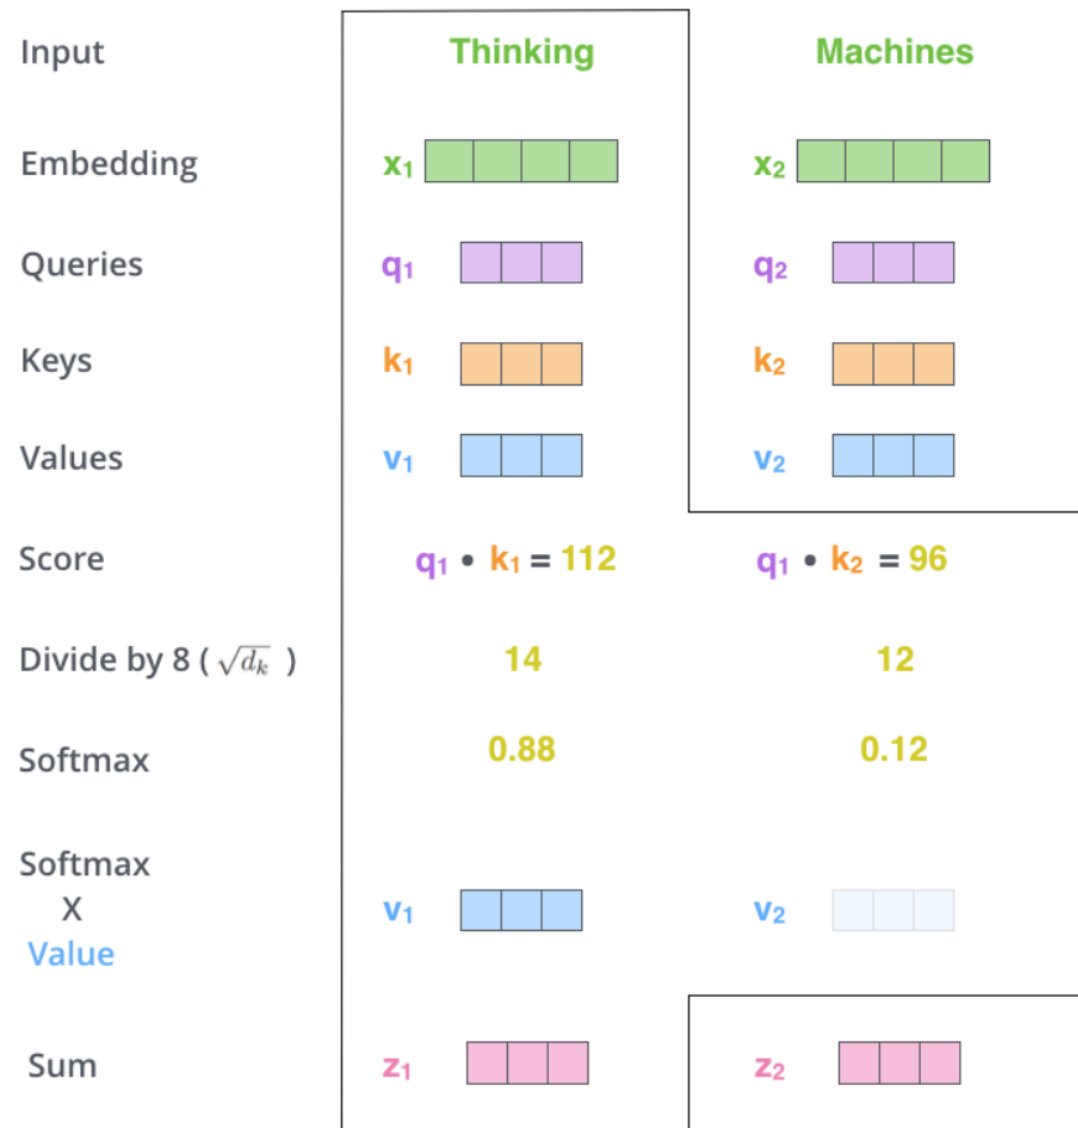 Input Thinking Machines
Embedding x₁ x₂
Queries q₁ q₂
Keys k₁ k₂
Values v₁ v₂
Score q₁ • k₁ = 112 q₁ • k₂ = 96
Divide by 8 ( √dₖ ) 14 12
Softmax 0.88 0.12
Softmax
X v₁ v₂
Value
Sum z₁ z₂